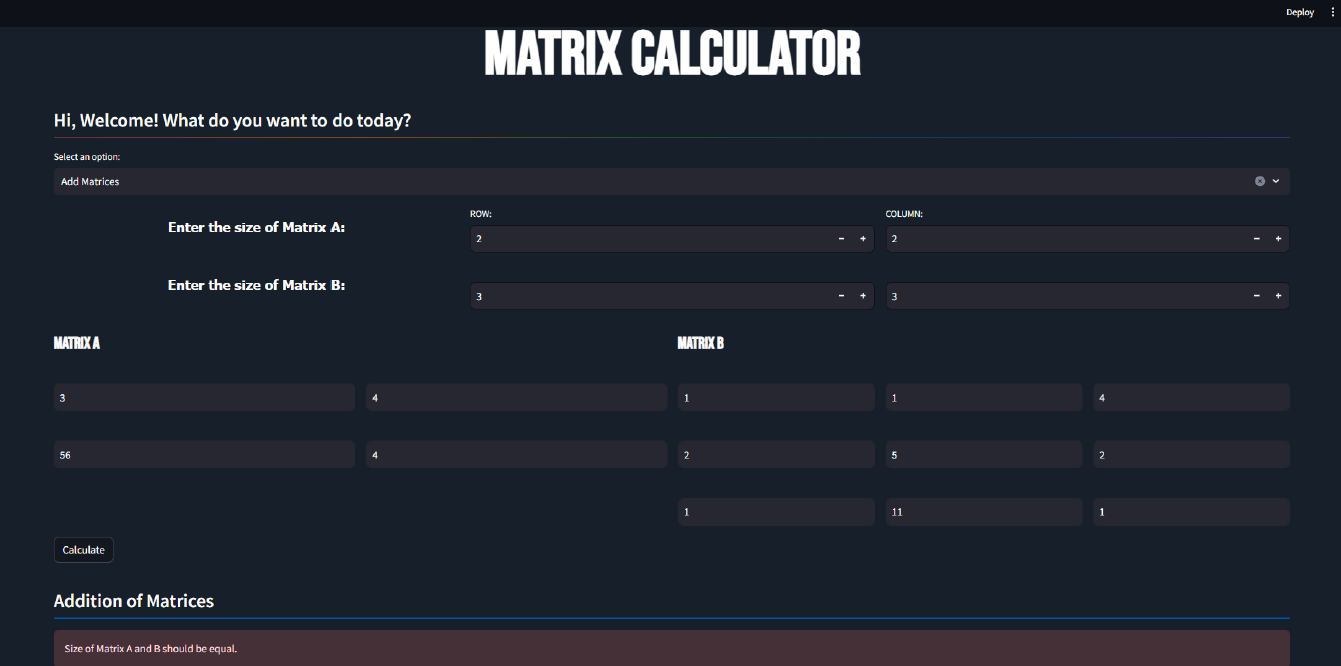 Deploy
MATRIX CALCULATOR
Hi, Welcome! What do you want to do today?
Select an option:
Add Matrices
ROW: COLUMN:
Enter the size of Matrix A: 2 - + 2 - +
Enter the size of Matrix B: 3 - + 3 - +
MATRIX A MATRIX B
3 4 1 1 4
56 4 2 5 2
1 11 1
Calculate
Addition of Matrices
Size of Matrix A and B should be equal.